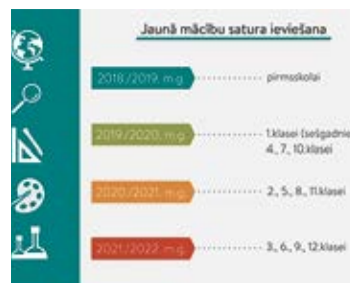 Jaunā mācību satura ieviešana
2018./2019. m.g. pirmsskolai
2019./2020. m.g. 1.klasei (sešgadnie
4., 7., 10.klasei
2020./2021. m.g. 2., 5., 8., 11.klasei
2021./2022. m.g. 3., 6., 9., 12.klasei